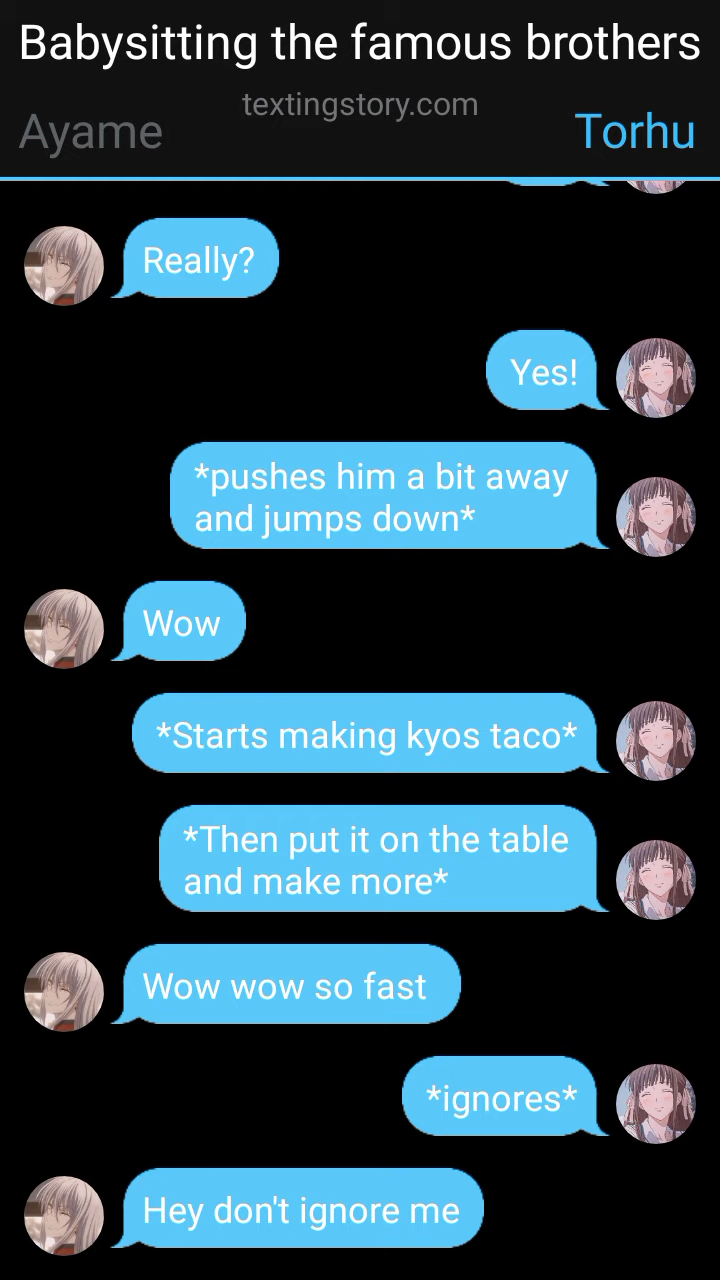 Babysitting the famous brothers
textingstory.com
Ayame
Torhu
Really?
Yes!
*pushes him a bit away
and jumps down*
Wow
*Starts making kyos taco*
*Then put it on the table
and make more*
Wow wow so fast
*ignores*
Hey don't ignore me